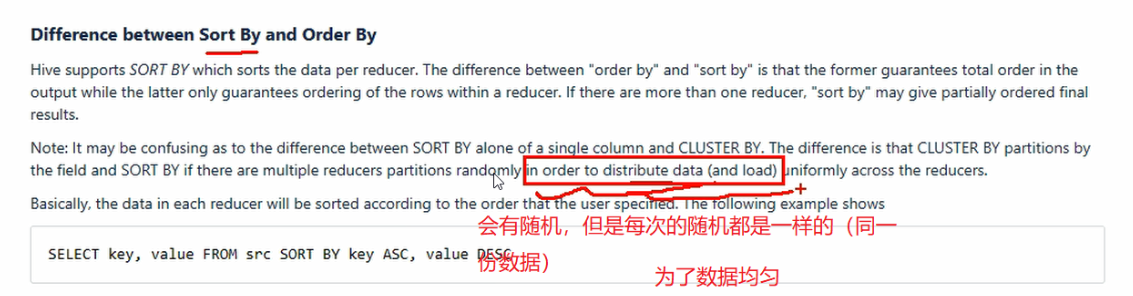 Difference between Sort By and Order By
Hive supports SORT BY which sorts the data per reducer. The difference between "order by" and "sort by" is that the former guarantees total order in the
output while the latter only guarantees ordering of the rows within a reducer. If there are more than one reducer, "sort by" may give partially ordered final
results.
Note: It may be confusing as to the difference between SORT BY alone of a single column and CLUSTER BY. The difference is that CLUSTER BY partitions by
the field and SORT BY if there are multiple reducers partitions randomly in order to distribute data (and load) uniformly across the reducers.
Basically, the data in each reducer will be sorted according to the order that the user specified. The following example shows
会有随机，但是每次的随机都是一样的（同一
SELECT key, value FROM src SORT BY key ASC, value DESC
份数据）
为了数据均匀